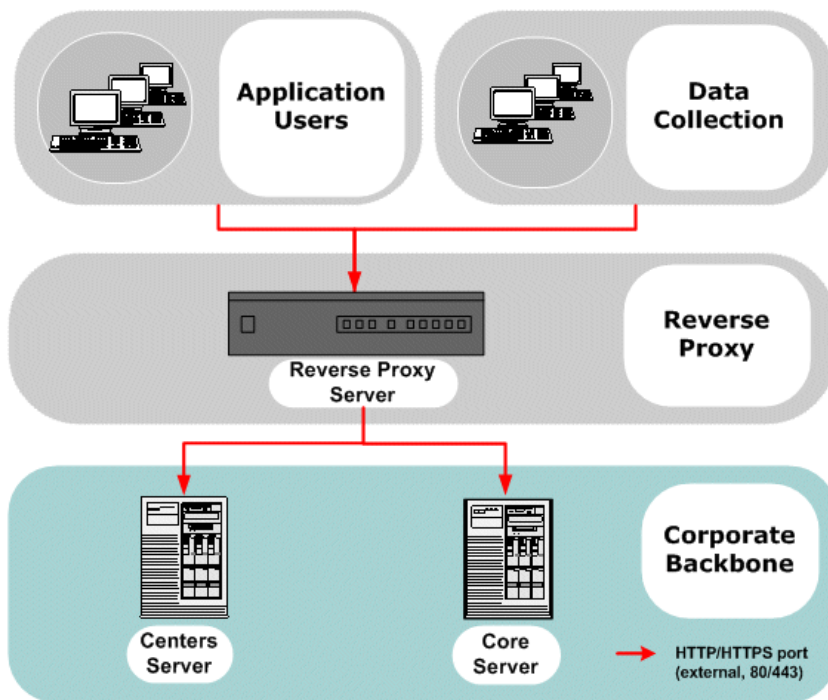 Application
Users
Data
Collection
Reverse
Proxy
Reverse Proxy
Server
Corporate
Backbone
Centers
Server
Core
Server
HTTP/HTTPS port
(external, 80/443)